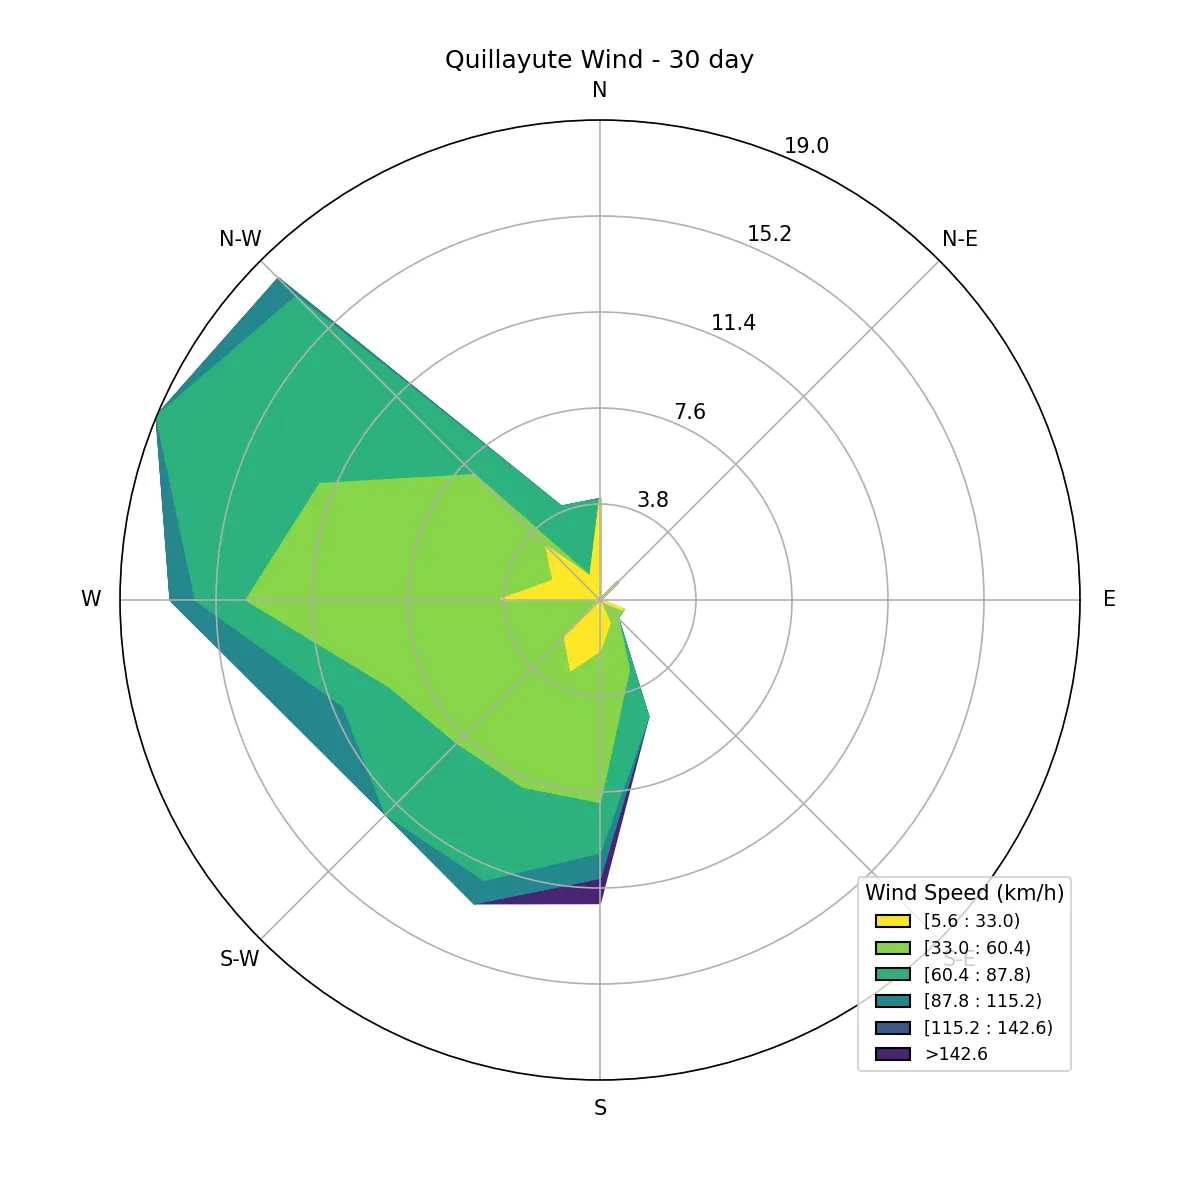 Quillayute Wind - 30 day
N
19.0
15.2
N-W
N-E
11.4
7.6
3.8
W
E
Wind Speed (km/h)
[5.6 : 33.0)
[33.0 : 60.4)
S-W
S-E
[60.4 : 87.8)
[87.8 : 115.2)
[115.2 : 142.6)
>142.6
S